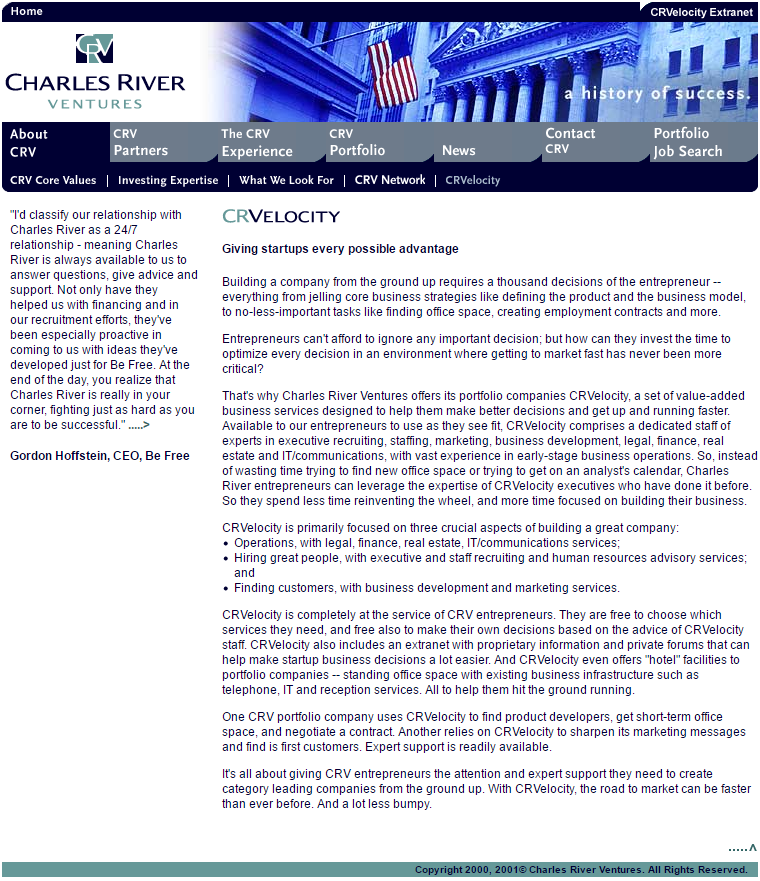 Home
CRVelocity Extranet
CRV
CHARLES RIVER
VENTURES
a history of success.
About
CRV
CRV
Partners
The CRV
Experience
CRV
Portfolio
News
Contact
CRV
Portfolio
Job Search
CRV Core Values | Investing Expertise | What We Look For | CRV Network | CRVelocity
"I'd classify our relationship with
Charles River as a 24/7
relationship - meaning Charles
River is always available to us to
answer questions, give advice and
support. Not only have they
helped us with financing and in
our recruitment efforts, they've
been especially proactive in
coming to us with ideas they've
developed just for Be Free. At the
end of the day, you realize that
Charles River is really in your
corner, fighting just as hard as you
are to be successful." .....>
Gordon Hoffstein, CEO, Be Free
CRVELOCITY
Giving startups every possible advantage
Building a company from the ground up requires a thousand decisions of the entrepreneur --
everything from jelling core business strategies like defining the product and the business model,
to no-less-important tasks like finding office space, creating employment contracts and more.
Entrepreneurs can't afford to ignore any important decision; but how can they invest the time to
optimize every decision in an environment where getting to market fast has never been more
critical?
That's why Charles River Ventures offers its portfolio companies CRVelocity, a set of value-added
business services designed to help them make better decisions and get up and running faster.
Available to our entrepreneurs to use as they see fit, CRVelocity comprises a dedicated staff of
experts in executive recruiting, staffing, marketing, business development, legal, finance, real
estate and IT/communications, with vast experience in early-stage business operations. So, instead
of wasting time trying to find new office space or trying to get on an analyst's calendar, Charles
River entrepreneurs can leverage the expertise of CRVelocity executives who have done it before.
So they spend less time reinventing the wheel, and more time focused on building their business.
CRVelocity is primarily focused on three crucial aspects of building a great company:
• Operations, with legal, finance, real estate, IT/communications services;
• Hiring great people, with executive and staff recruiting and human resources advisory services;
and
• Finding customers, with business development and marketing services.
CRVelocity is completely at the service of CRV entrepreneurs. They are free to choose which
services they need, and free also to make their own decisions based on the advice of CRVelocity
staff. CRVelocity also includes an extranet with proprietary information and private forums that can
help make startup business decisions a lot easier. And CRVelocity even offers "hotel" facilities to
portfolio companies -- standing office space with existing business infrastructure such as
telephone, IT and reception services. All to help them hit the ground running.
One CRV portfolio company uses CRVelocity to find product developers, get short-term office
space, and negotiate a contract. Another relies on CRVelocity to sharpen its marketing messages
and find is first customers. Expert support is readily available.
It's all about giving CRV entrepreneurs the attention and expert support they need to create
category leading companies from the ground up. With CRVelocity, the road to market can be faster
than ever before. And a lot less bumpy.
.....^
Copyright 2000, 2001© Charles River Ventures. All Rights Reserved.